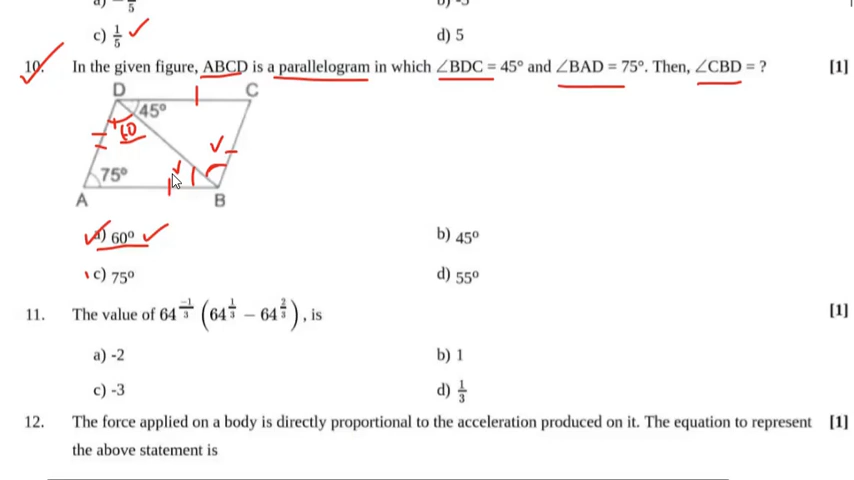 5
c) 1/5
d) 5
10. In the given figure, ABCD is a parallelogram in which ∠BDC = 45° and ∠BAD = 75°. Then, ∠CBD = ? [1]
D C
45°
60
75°
A B
a) 60°
b) 45°
c) 75°
d) 55°
11. The value of 64^(-1/3) (64^(1/3) − 64^(2/3)), is [1]
a) -2
b) 1
c) -3
d) 1/3
12. The force applied on a body is directly proportional to the acceleration produced on it. The equation to represent [1]
the above statement is